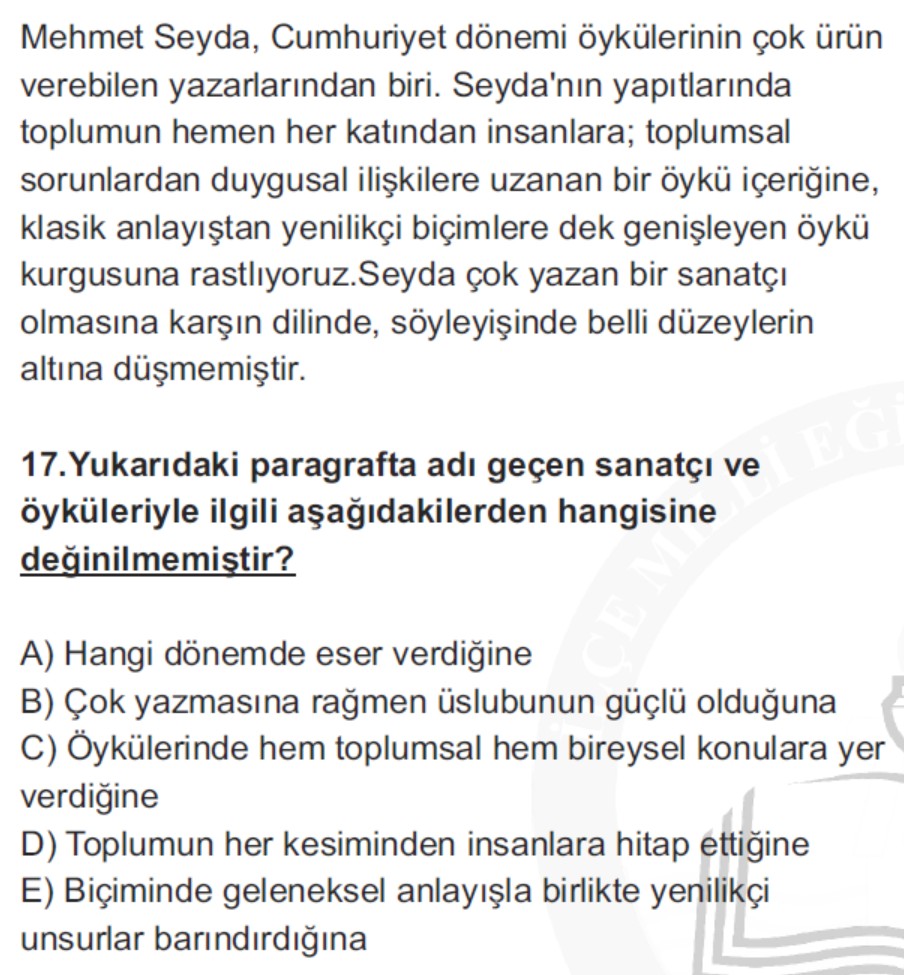 Mehmet Seyda, Cumhuriyet dönemi öykülerinin çok ürün
verebilen yazarlarından biri. Seyda'nın yapıtlarında
toplumun hemen her katından insanlara; toplumsal
sorunlardan duygusal ilişkilere uzanan bir öykü içeriğine,
klasik anlayıştan yenilikçi biçimlere dek genişleyen öykü
kurgusuna rastlıyoruz.Seyda çok yazan bir sanatçı
olmasına karşın dilinde, söyleyişinde belli düzeylerin
altına düşmemiştir.
17.Yukarıdaki paragrafta adı geçen sanatçı ve
öyküleriyle ilgili aşağıdakilerden hangisine
değinilmemiştir?
A) Hangi dönemde eser verdiğine
B) Çok yazmasına rağmen üslubunun güçlü olduğuna
C) Öykülerinde hem toplumsal hem bireysel konulara yer
verdiğine
D) Toplumun her kesiminden insanlara hitap ettiğine
E) Biçiminde geleneksel anlayışla birlikte yenilikçi
unsurlar barındırdığına
İLÇE MİLLİ EĞİ